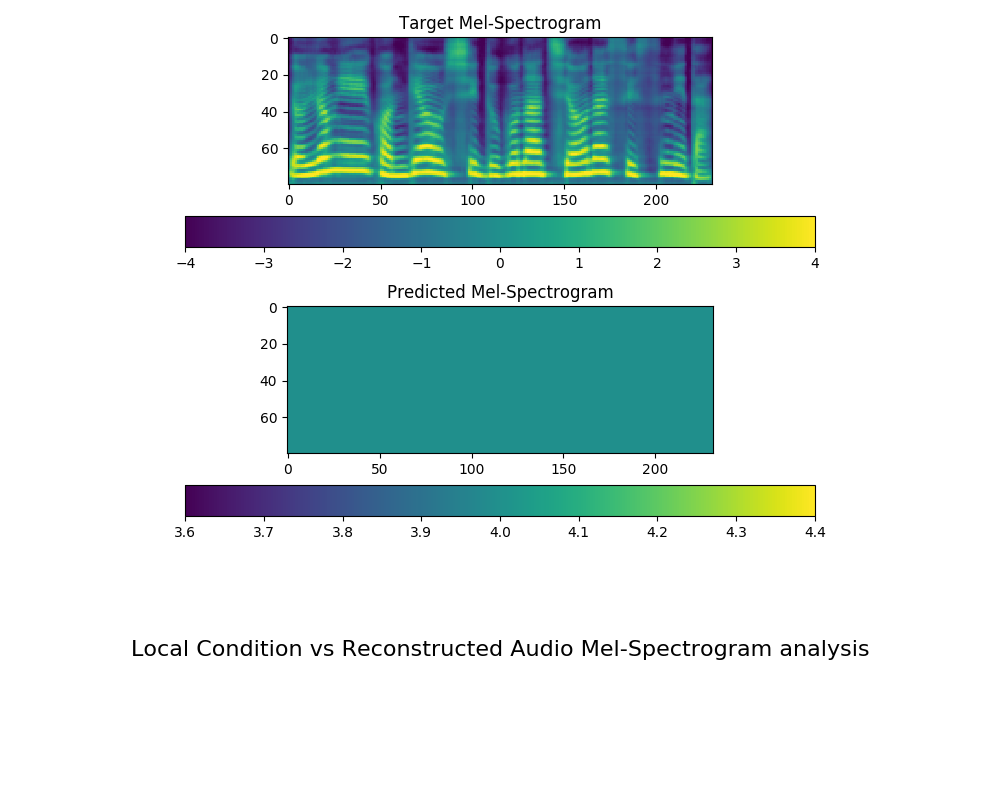 Target Mel-Spectrogram
0
20
40
60
0 50 100 150 200
−4 −3 −2 −1 0 1 2 3 4
Predicted Mel-Spectrogram
0
20
40
60
0 50 100 150 200
3.6 3.7 3.8 3.9 4.0 4.1 4.2 4.3 4.4
Local Condition vs Reconstructed Audio Mel-Spectrogram analysis